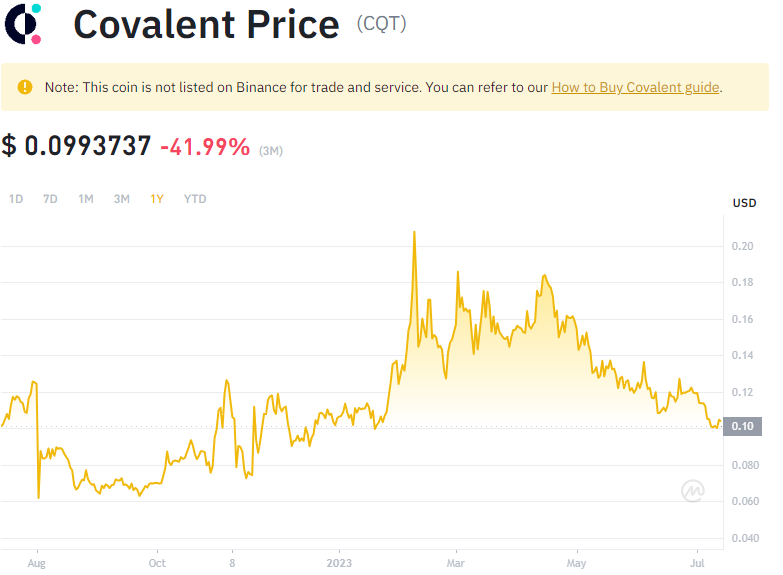 Covalent Price (CQT)
Note: This coin is not listed on Binance for trade and service. You can refer to our How to Buy Covalent guide.
$ 0.0993737 -41.99% (3M)
1D 7D 1M 3M 1Y YTD
USD
0.20
0.18
0.16
0.14
0.12
0.10
0.080
0.060
0.040
Aug Oct 8 2023 Mar May Jul